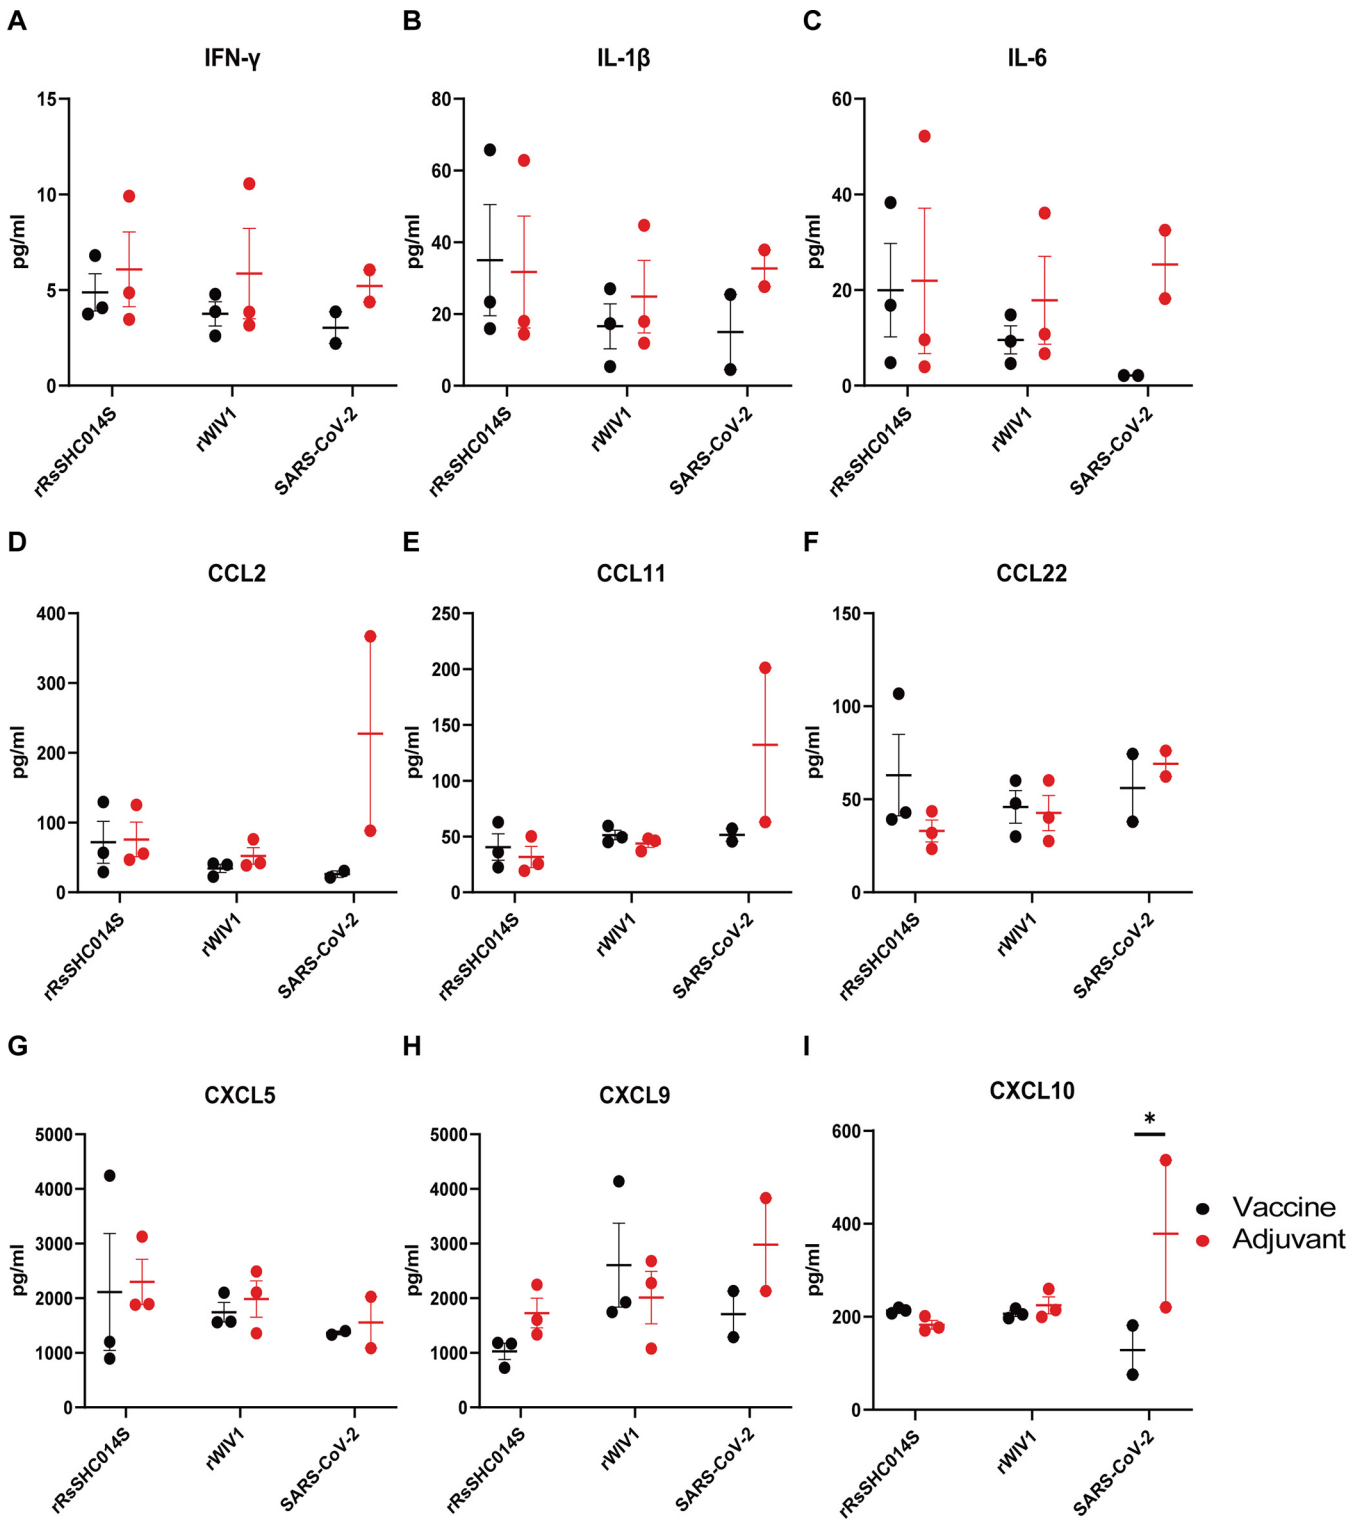 A
IFN-γ
15
10
5
0
pg/ml
rRsSHC014S
rWIV1
SARS-CoV-2
B
IL-1β
80
60
40
20
0
pg/ml
rRsSHC014S
rWIV1
SARS-CoV-2
C
IL-6
60
40
20
0
pg/ml
rRsSHC014S
rWIV1
SARS-CoV-2
D
CCL2
400
300
200
100
0
pg/ml
rRsSHC014S
rWIV1
SARS-CoV-2
E
CCL11
250
200
150
100
50
0
pg/ml
rRsSHC014S
rWIV1
SARS-CoV-2
F
CCL22
150
100
50
0
pg/ml
rRsSHC014S
rWIV1
SARS-CoV-2
G
CXCL5
5000
4000
3000
2000
1000
0
pg/ml
rRsSHC014S
rWIV1
SARS-CoV-2
H
CXCL9
5000
4000
3000
2000
1000
0
pg/ml
rRsSHC014S
rWIV1
SARS-CoV-2
I
CXCL10
600
400
200
0
pg/ml
*
rRsSHC014S
rWIV1
SARS-CoV-2
Vaccine
Adjuvant